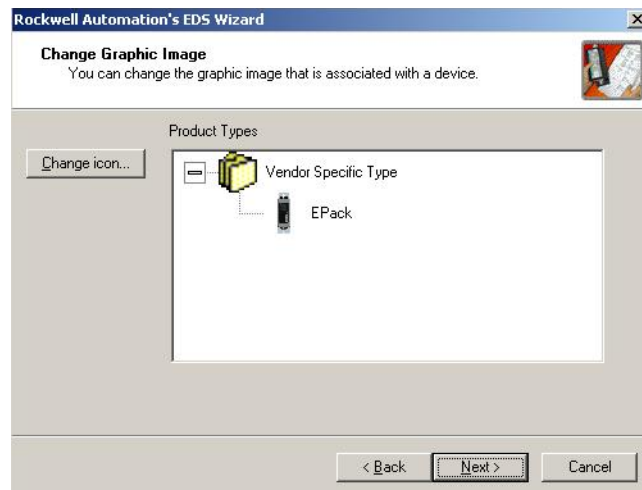 Rockwell Automation's EDS Wizard
Change Graphic Image
You can change the graphic image that is associated with a device.
Product Types
Change icon...
Vendor Specific Type
EPack
< Back
Next >
Cancel